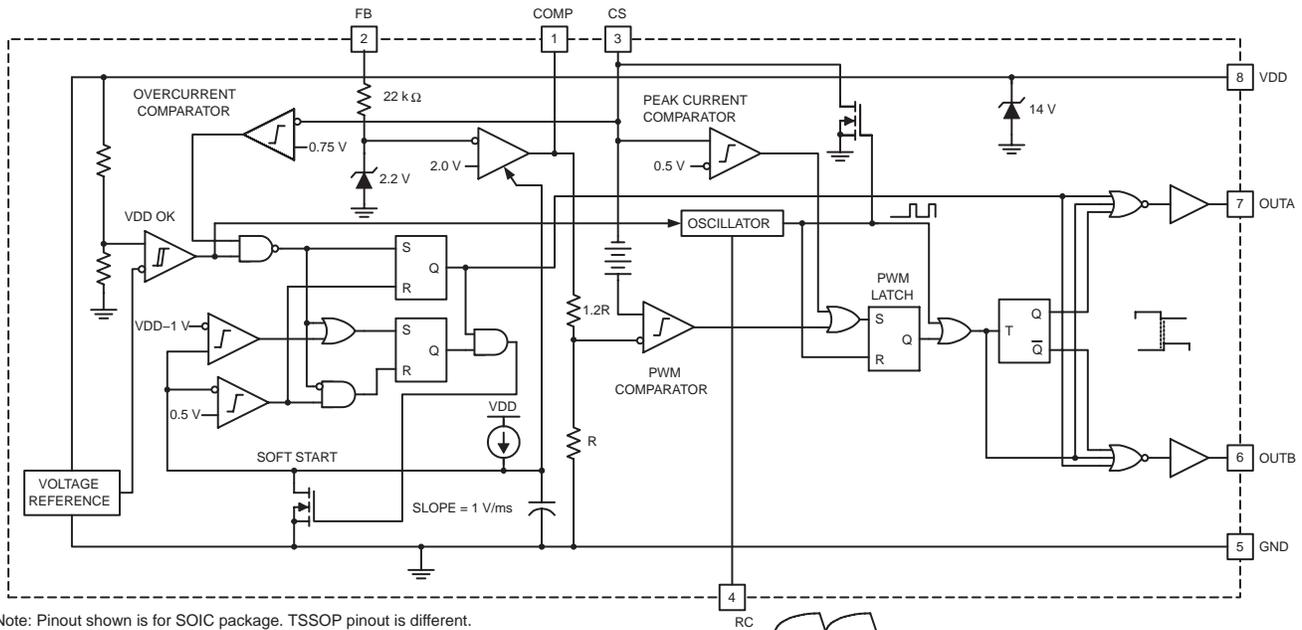 FB
COMP
CS
2
1
3
8
VDD
OVERCURRENT
COMPARATOR
22 k Ω
PEAK CURRENT
COMPARATOR
14 V
0.75 V
2.0 V
0.5 V
2.2 V
VDD OK
7
OUTA
OSCILLATOR
S
Q
R
PWM
LATCH
1.2R
S
Q
R
VDD–1 V
S
Q
R
T
Q
Q
PWM
COMPARATOR
0.5 V
VDD
R
SOFT START
6
OUTB
VOLTAGE
REFERENCE
SLOPE = 1 V/ms
5
GND
4
RC
Note: Pinout shown is for SOIC package. TSSOP pinout is different.